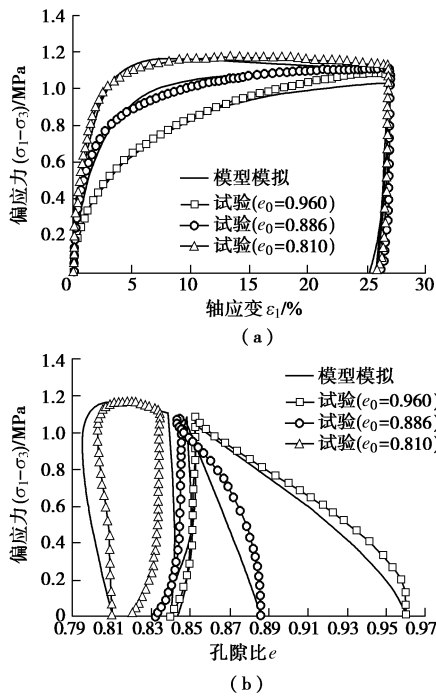 1.4
1.2
1.0
0.8
0.6
0.4
0.2
偏应力 (σ₁–σ₃)/MPa
模型模拟
试验(e₀=0.960)
试验(e₀=0.886)
试验(e₀=0.810)
0 5 10 15 20 25 30
轴应变 ε₁/%
(a)
1.4
1.2
1.0
0.8
0.6
0.4
0.2
0
偏应力 (σ₁–σ₃)/MPa
模型模拟
试验(e₀=0.960)
试验(e₀=0.886)
试验(e₀=0.810)
0.79 0.81 0.83 0.85 0.87 0.89 0.91 0.93 0.95 0.97
孔隙比 e
(b)